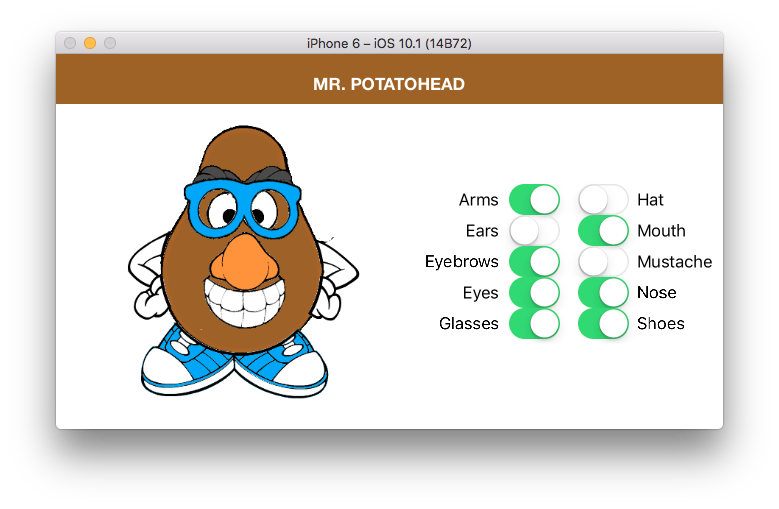 iPhone 6 – iOS 10.1 (14B72)
MR. POTATOHEAD
Arms Hat
Ears Mouth
Eyebrows Mustache
Eyes Nose
Glasses Shoes